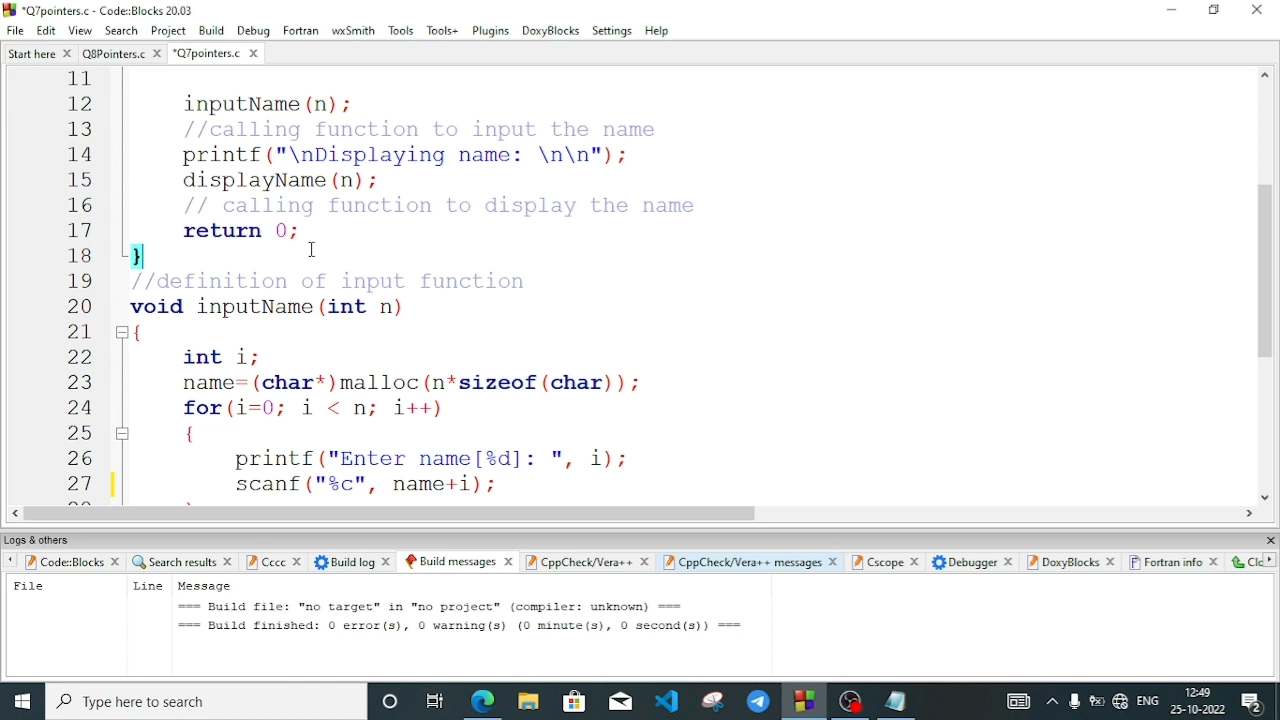 *Q7pointers.c - Code::Blocks 20.03
File Edit View Search Project Build Debug Fortran wxSmith Tools Tools+ Plugins DoxyBlocks Settings Help
Start here Q8Pointers.c *Q7pointers.c
11
12 inputName(n);
13 //calling function to input the name
14 printf("\nDisplaying name: \n\n");
15 displayName(n);
16 // calling function to display the name
17 return 0;
18 }
19 //definition of input function
20 void inputName(int n)
21 {
22 int i;
23 name=(char*)malloc(n*sizeof(char));
24 for(i=0; i < n; i++)
25 {
26 printf("Enter name[%d]: ", i);
27 scanf("%c", name+i);
Logs & others
Code::Blocks Search results Cccc Build log Build messages CppCheck/Vera++ CppCheck/Vera++ messages Cscope Debugger DoxyBlocks Fortran info
File Line Message
=== Build file: "no target" in "no project" (compiler: unknown) ===
=== Build finished: 0 error(s), 0 warning(s) (0 minute(s), 0 second(s)) ===
Type here to search
ENG
12:49
25-10-2022
2